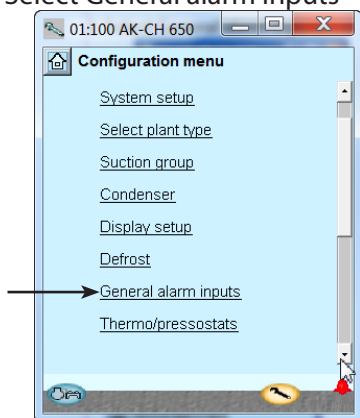 Select General alarm inputs
01:100 AK-CH 650
Configuration menu
System setup
Select plant type
Suction group
Condenser
Display setup
Defrost
General alarm inputs
Thermo/pressostats